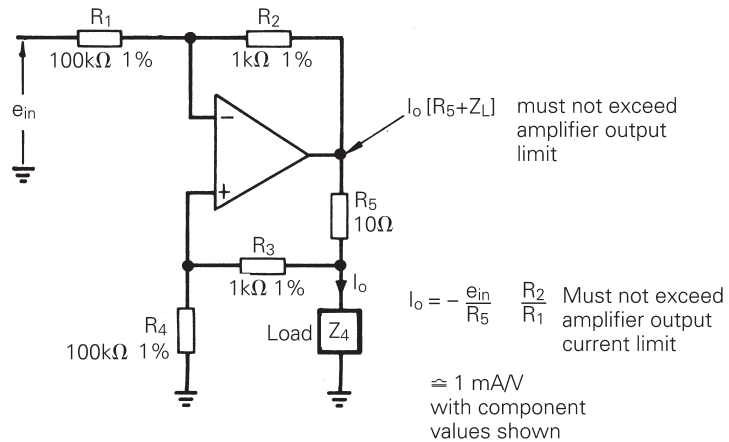 R1
R2
100kΩ 1%
1kΩ 1%
ein
−
+
Io [R5+ZL] must not exceed
amplifier output
limit
R5
10Ω
R3
1kΩ 1%
Io
R4
100kΩ 1%
Load Z4
Io = − ein/R5 R2/R1 Must not exceed
amplifier output
current limit
≏ 1 mA/V
with component
values shown